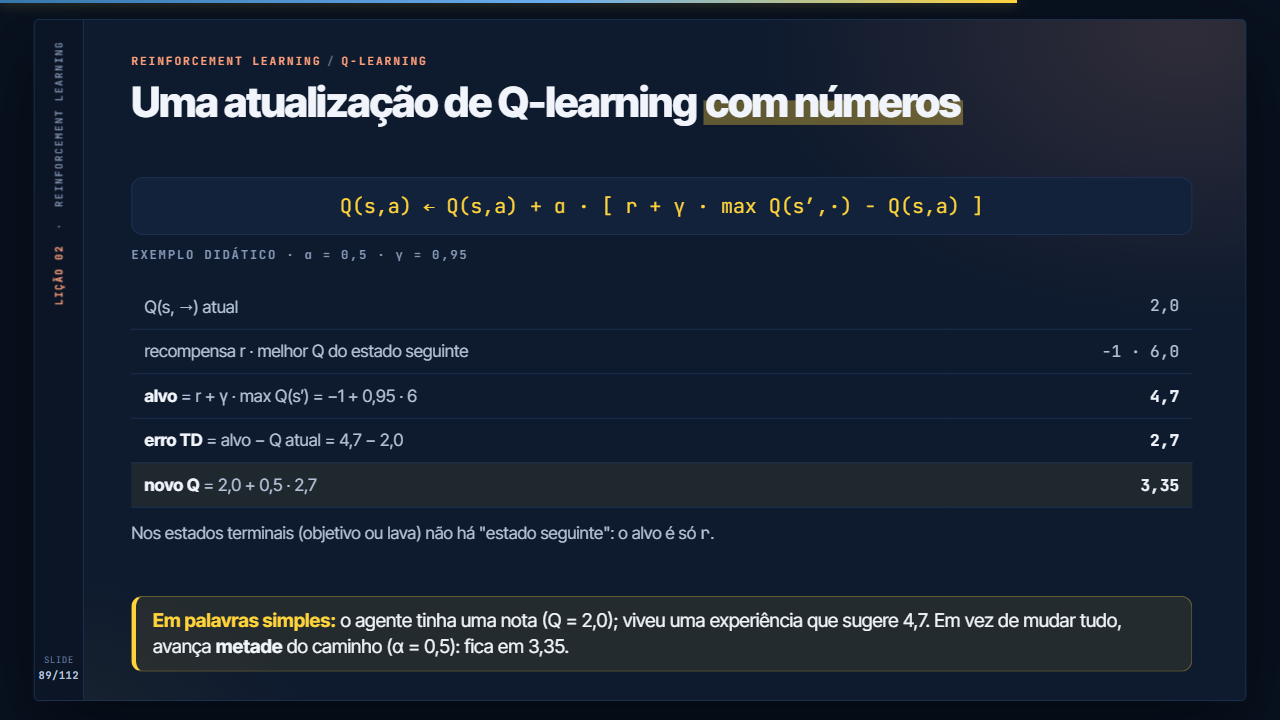 REINFORCEMENT LEARNING / Q-LEARNING
Uma atualização de Q-learning com números
Q(s,a) ← Q(s,a) + α · [ r + γ · max Q(s’,·) - Q(s,a) ]
EXEMPLO DIDÁTICO · α = 0,5 · γ = 0,95
Q(s, →) atual 2,0
recompensa r · melhor Q do estado seguinte -1 · 6,0
alvo = r + γ · max Q(s') = −1 + 0,95 · 6 4,7
erro TD = alvo − Q atual = 4,7 − 2,0 2,7
novo Q = 2,0 + 0,5 · 2,7 3,35
Nos estados terminais (objetivo ou lava) não há "estado seguinte": o alvo é só r.
Em palavras simples: o agente tinha uma nota (Q = 2,0); viveu uma experiência que sugere 4,7. Em vez de mudar tudo,
avança metade do caminho (α = 0,5): fica em 3,35.
LIÇÃO 02 · REINFORCEMENT LEARNING
SLIDE
89/112